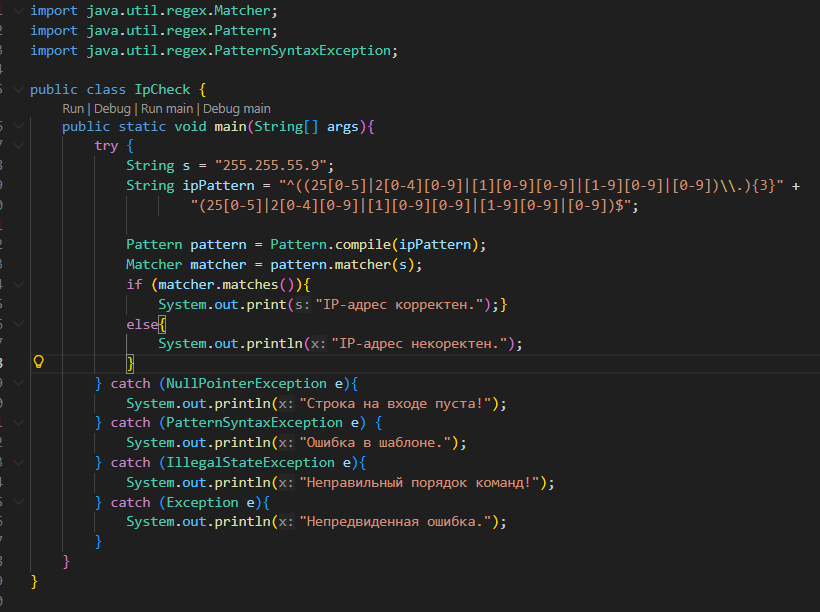 import java.util.regex.Matcher;
import java.util.regex.Pattern;
import java.util.regex.PatternSyntaxException;
public class IpCheck {
Run | Debug | Run main | Debug main
public static void main(String[] args){
try {
String s = "255.255.55.9";
String ipPattern = "^((25[0-5]|2[0-4][0-9]|[1][0-9][0-9]|[1-9][0-9]|[0-9])\\.){3}" +
"(25[0-5]|2[0-4][0-9]|[1][0-9][0-9]|[1-9][0-9]|[0-9])$";
Pattern pattern = Pattern.compile(ipPattern);
Matcher matcher = pattern.matcher(s);
if (matcher.matches()){
System.out.print(s: "IP-адрес корректен.");}
else{
System.out.println(x: "IP-адрес некоректен.");
}
} catch (NullPointerException e){
System.out.println(x: "Строка на входе пуста!");
} catch (PatternSyntaxException e) {
System.out.println(x: "Ошибка в шаблоне.");
} catch (IllegalStateException e){
System.out.println(x: "Неправильный порядок команд!");
} catch (Exception e){
System.out.println(x: "Непредвиденная ошибка.");
}
}
}